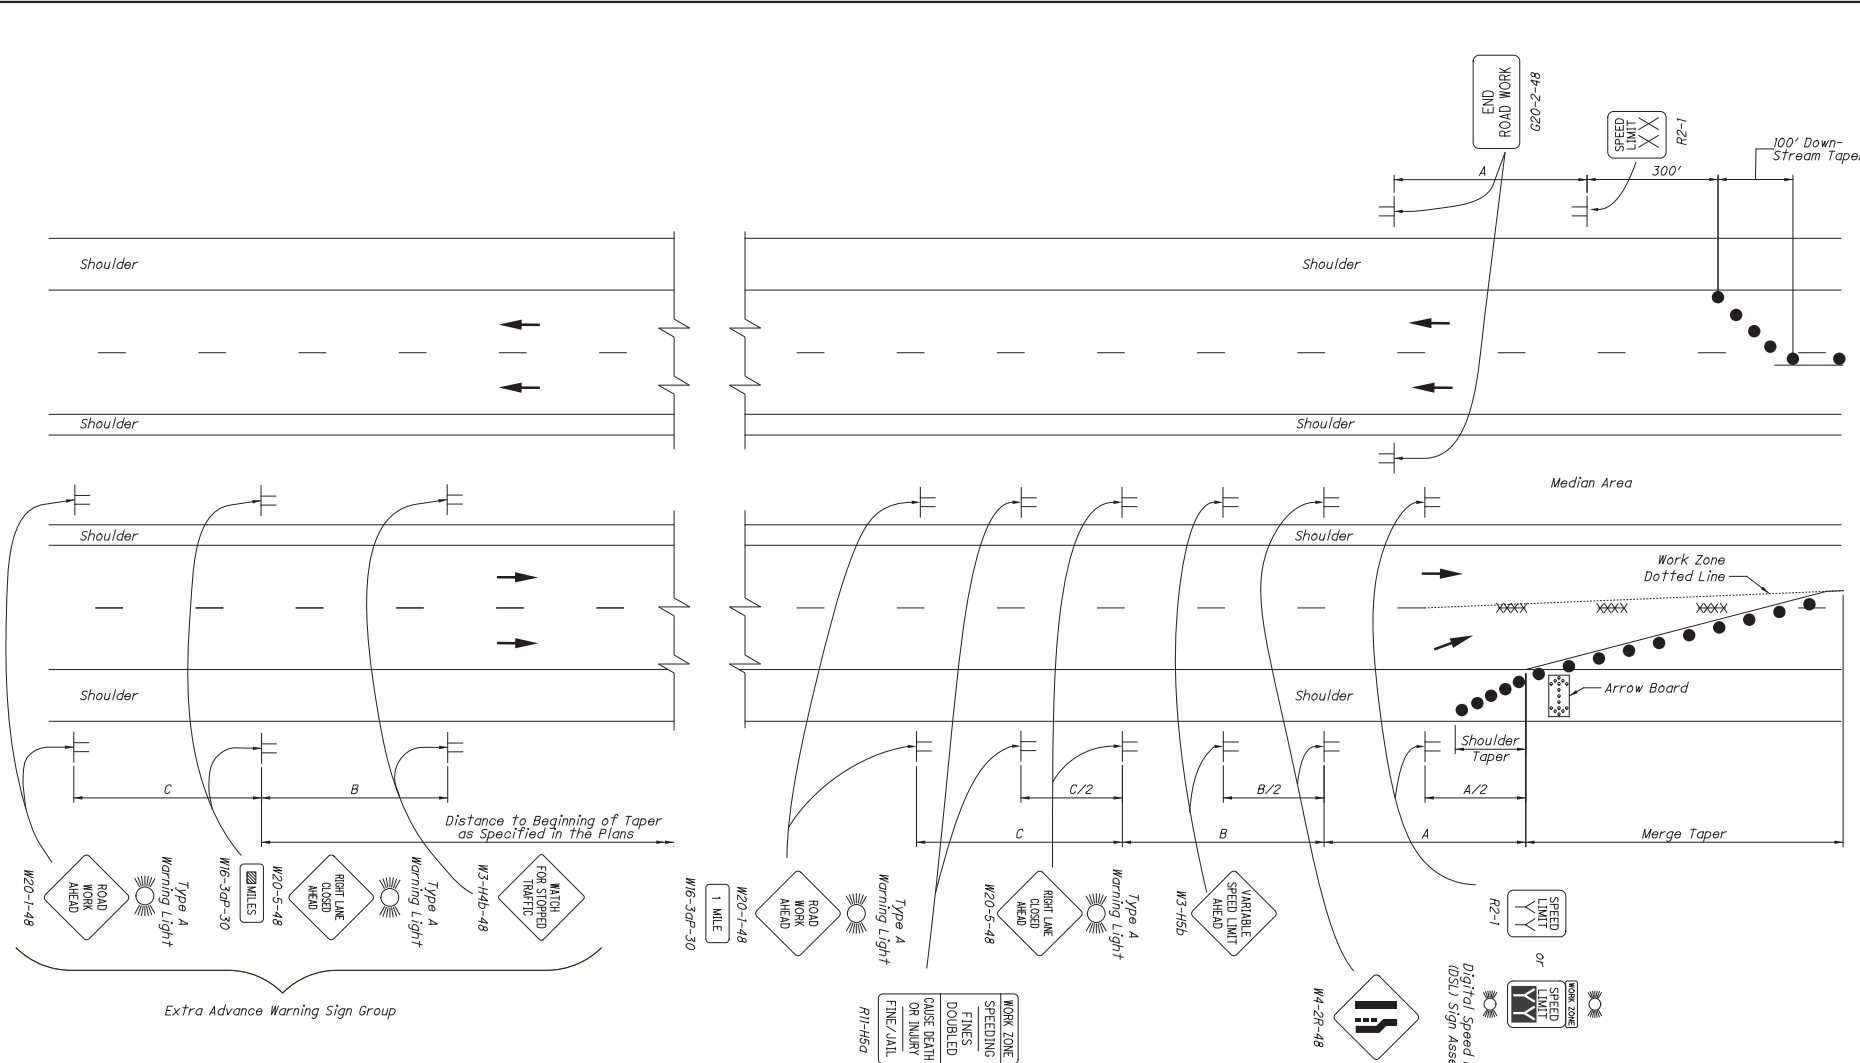 END
ROAD WORK
G20-2-48
SPEED
LIMIT
XX
R2-1
100' Down-
Stream Taper
A
300'
Shoulder
Shoulder
Shoulder
Shoulder
Median Area
Shoulder
Shoulder
Work Zone
Dotted Line
Shoulder
Shoulder
Arrow Board
Shoulder
Taper
C
B
C/2
B/2
A/2
Distance to Beginning of Taper
as Specified in the Plans
C
B
A
Merge Taper
W20-1-48
ROAD
WORK
AHEAD
Type A
Warning Light
W16-3aP-30
MILES
W20-5-48
RIGHT LANE
CLOSED
AHEAD
Type A
Warning Light
W3-H4b-48
WATCH
FOR STOPPED
TRAFFIC
Extra Advance Warning Sign Group
W16-3aP-30
1 MILE
W20-1-48
ROAD
WORK
AHEAD
Type A
Warning Light
WORK ZONE
SPEEDING
FINES
DOUBLED
CAUSE DEATH
OR INJURY
FINE/JAIL
R11-H5a
W20-5-48
RIGHT LANE
CLOSED
AHEAD
Type A
Warning Light
W3-H5b
VARIABLE
SPEED LIMIT
AHEAD
W4-2R-48
R2-1
SPEED
LIMIT
YY
or
WORK ZONE
SPEED
LIMIT
YY
Digital Speed
(DSL) Sign